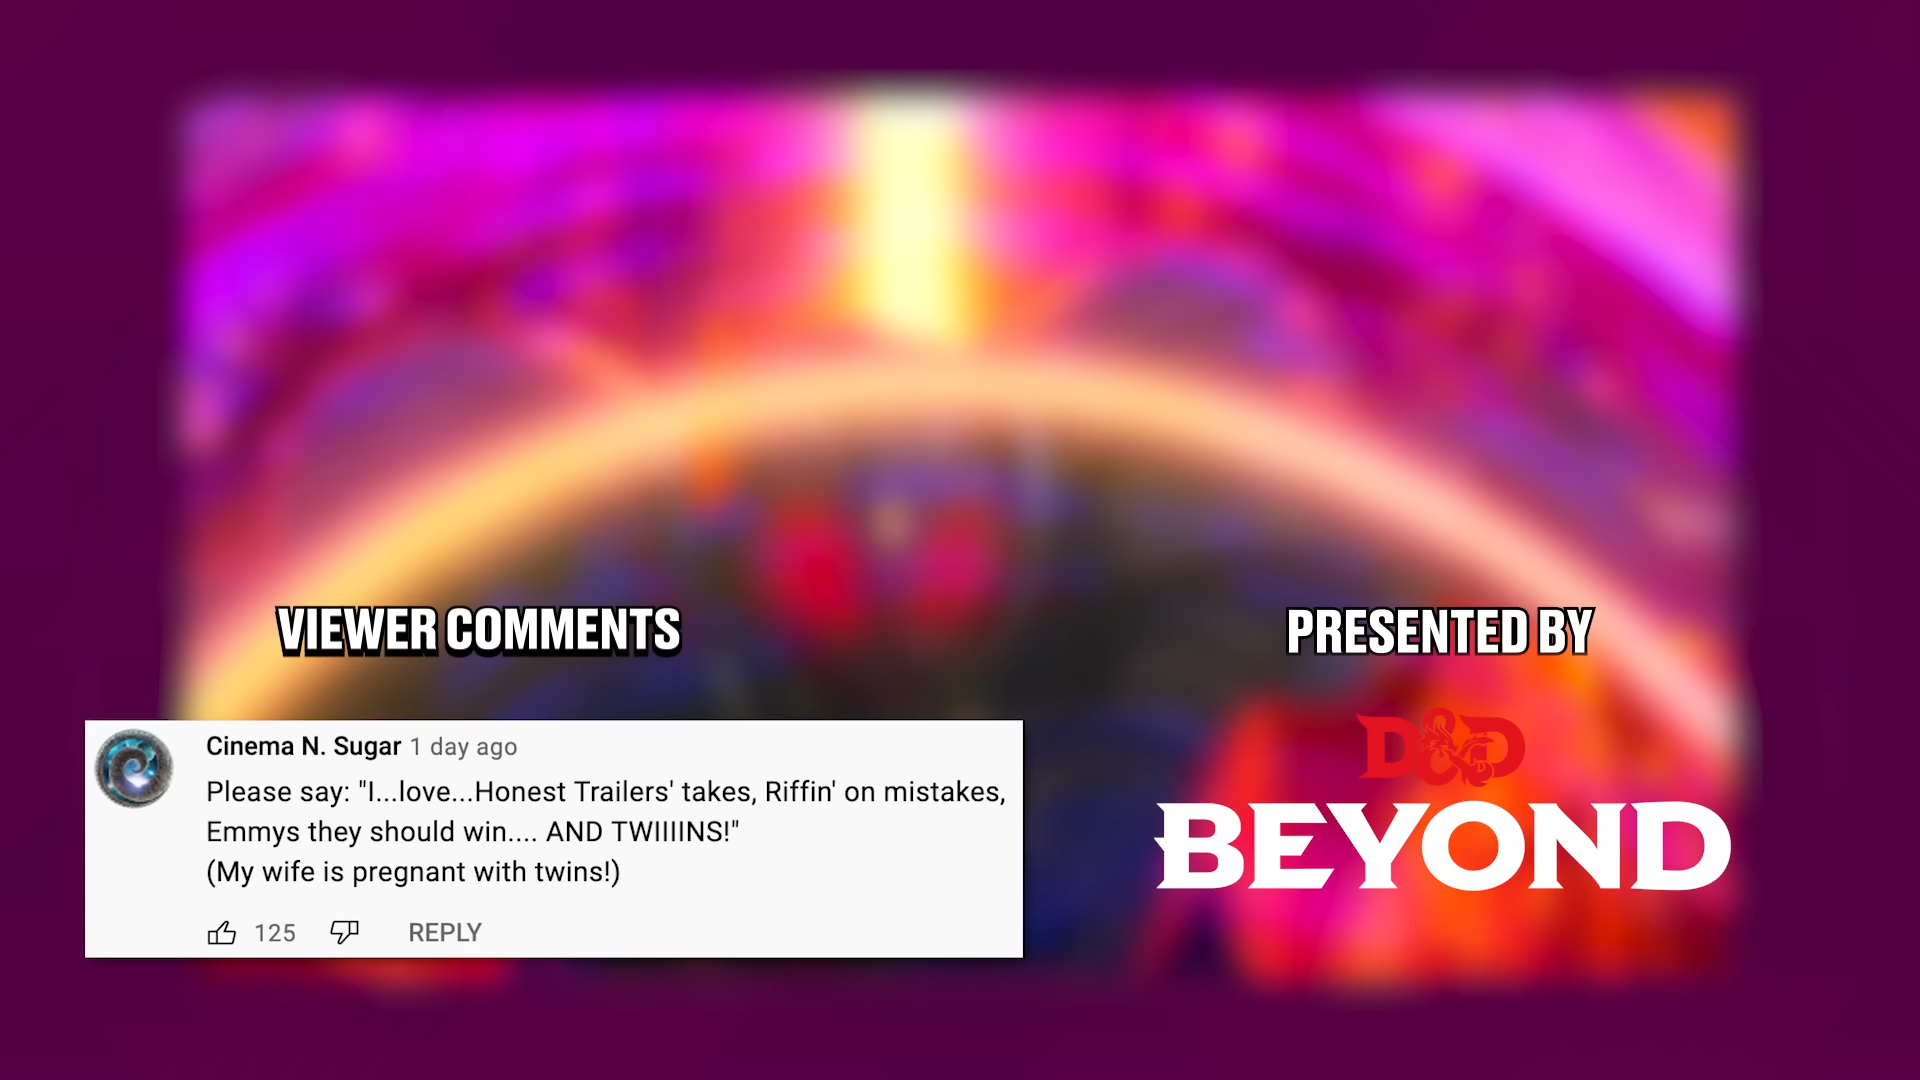 VIEWER COMMENTS
Cinema N. Sugar 1 day ago
Please say: "I...love...Honest Trailers' takes, Riffin' on mistakes,
Emmys they should win.... AND TWIIIINS!"
(My wife is pregnant with twins!)
125 REPLY
PRESENTED BY
D&D
BEYOND